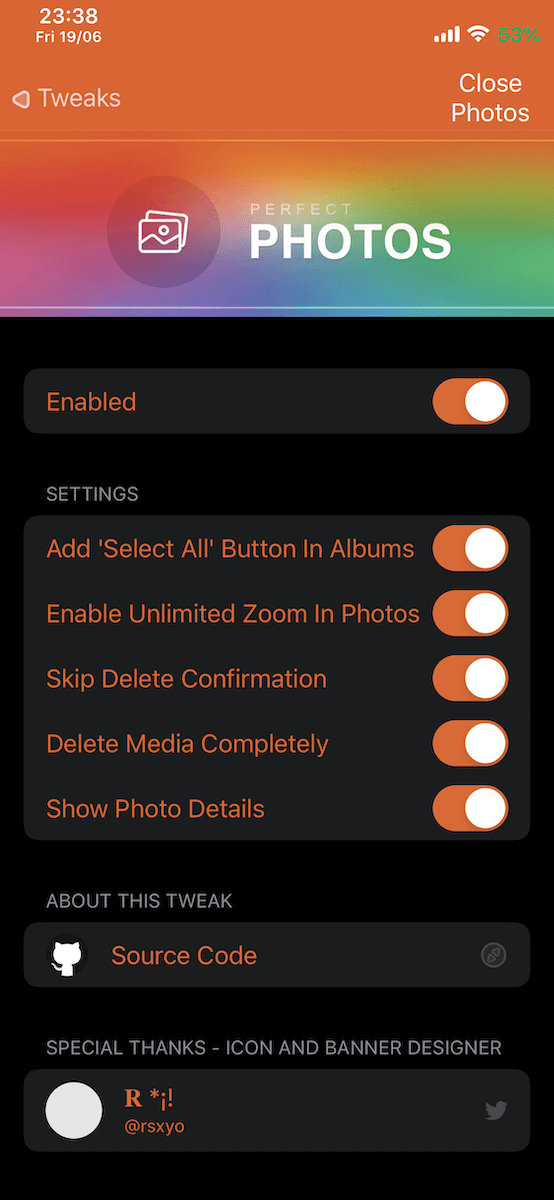 23:38
Fri 19/06
53%
Tweaks
Close
Photos
PERFECT
PHOTOS
Enabled
SETTINGS
Add 'Select All' Button In Albums
Enable Unlimited Zoom In Photos
Skip Delete Confirmation
Delete Media Completely
Show Photo Details
ABOUT THIS TWEAK
Source Code
SPECIAL THANKS - ICON AND BANNER DESIGNER
R *¡!
@rsxyo